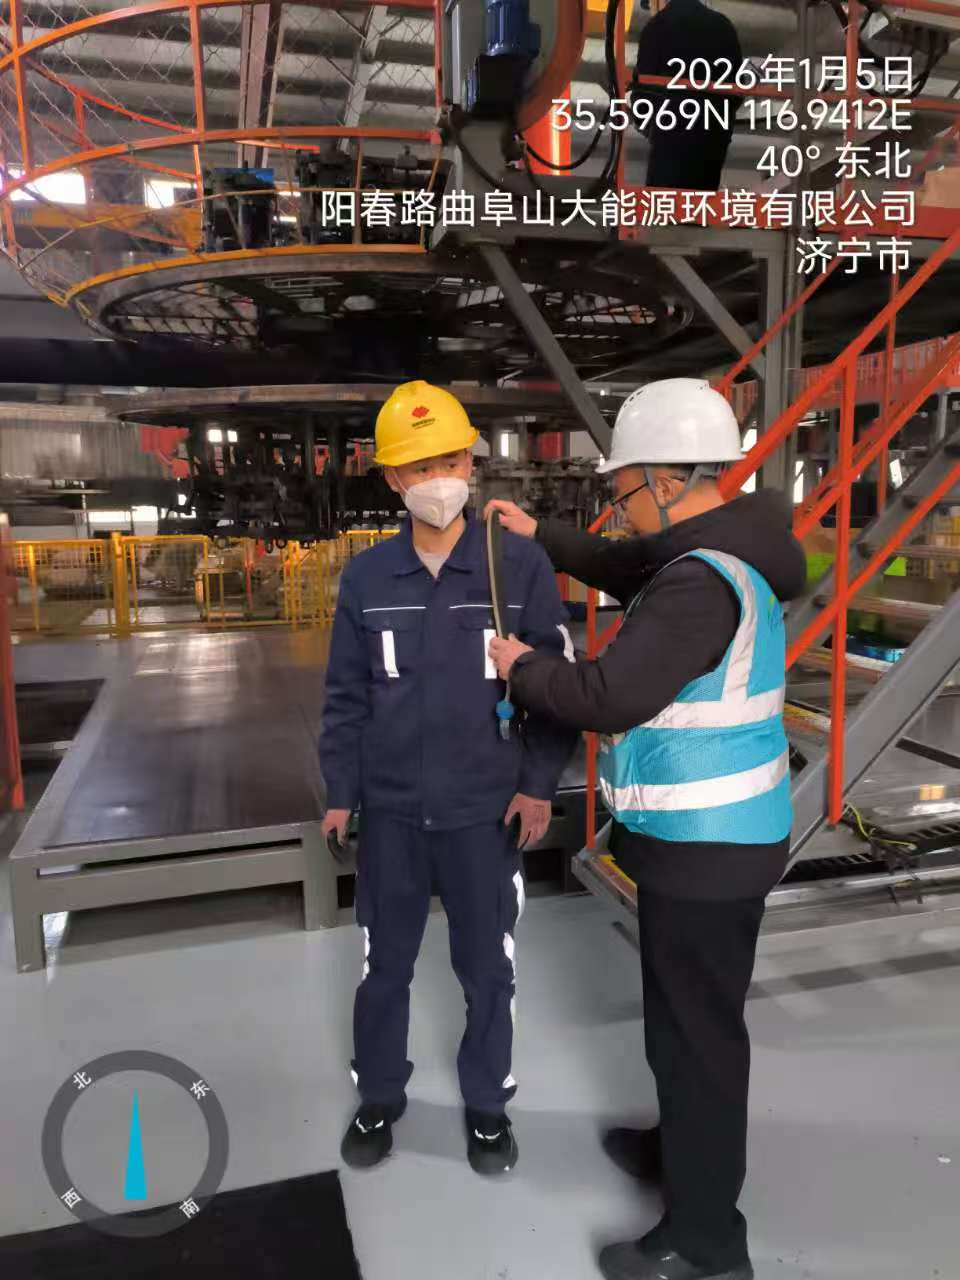 2026年1月5日
35.5969N 116.9412E
40° 东北
阳春路曲阜山大能源环境有限公司
济宁市
北
东
西
南